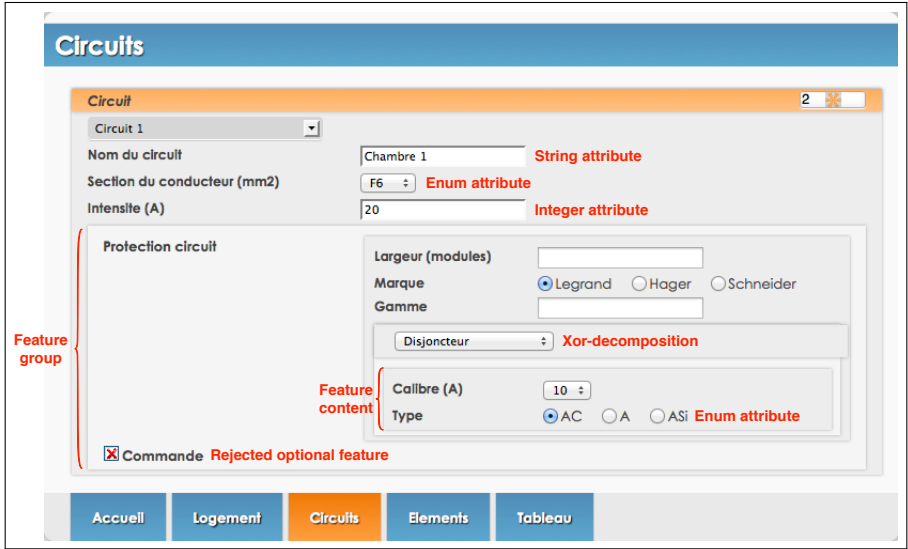 Circuits
Circuit
2
Circuit 1
Nom du circuit
Chambre 1
String attribute
Section du conducteur (mm2)
F6
Enum attribute
Intensite (A)
20
Integer attribute
Protection circuit
Largeur (modules)
Marque
Legrand
Hager
Schneider
Gamme
Feature group
Disjoncteur
Xor-decomposition
Feature content
Calibre (A)
10
Type
AC
A
ASi
Enum attribute
Commande
Rejected optional feature
Accueil
Logement
Circuits
Elements
Tableau